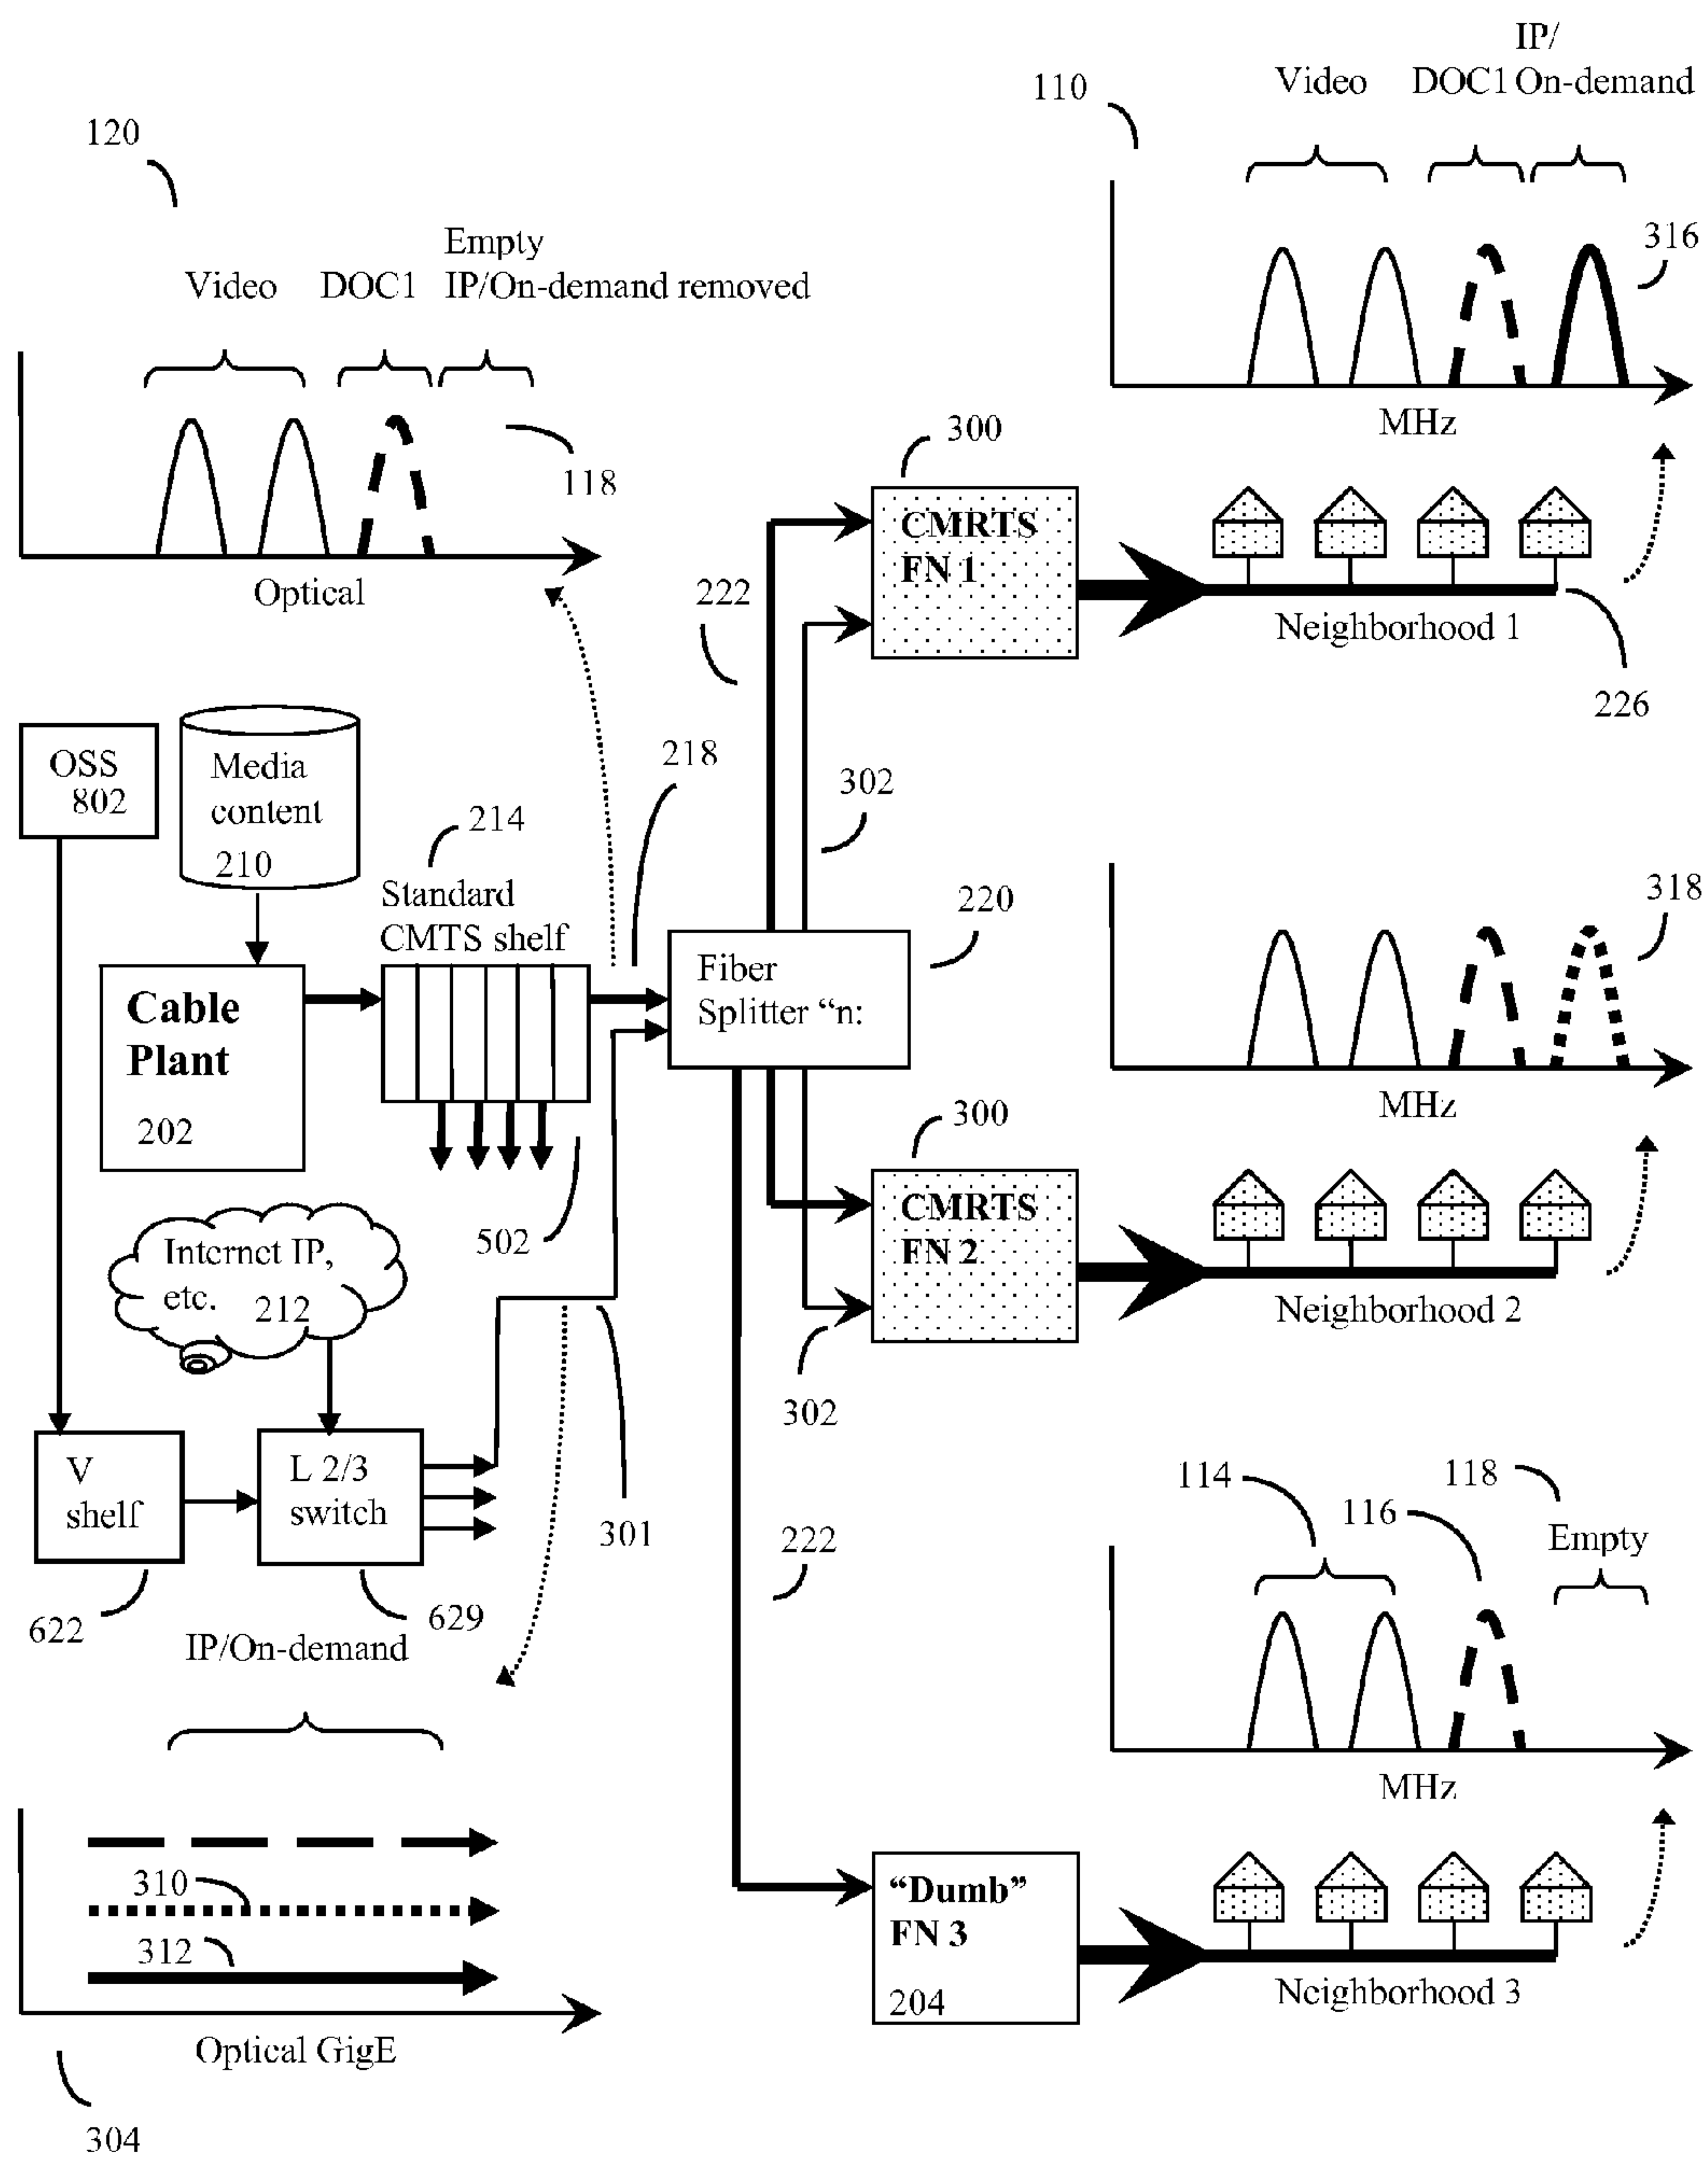 IP/
Video DOC1 On-demand
110
120
316
Empty
Video DOC1 IP/On-demand removed
MHz
118
300
Optical
CMRTS
FN 1
222
Neighborhood 1
226
OSS
802
Media
content
210
218
302
214
Standard
CMTS shelf
220
318
Fiber
Splitter “n:
Cable
Plant
202
MHz
300
502
CMRTS
FN 2
Internet IP,
etc. 212
Neighborhood 2
302
V
shelf
L 2/3
switch
301
114
118
116
Empty
222
622
629
IP/On-demand
MHz
310
312
“Dumb”
FN 3
204
Neighborhood 3
Optical GigE
304